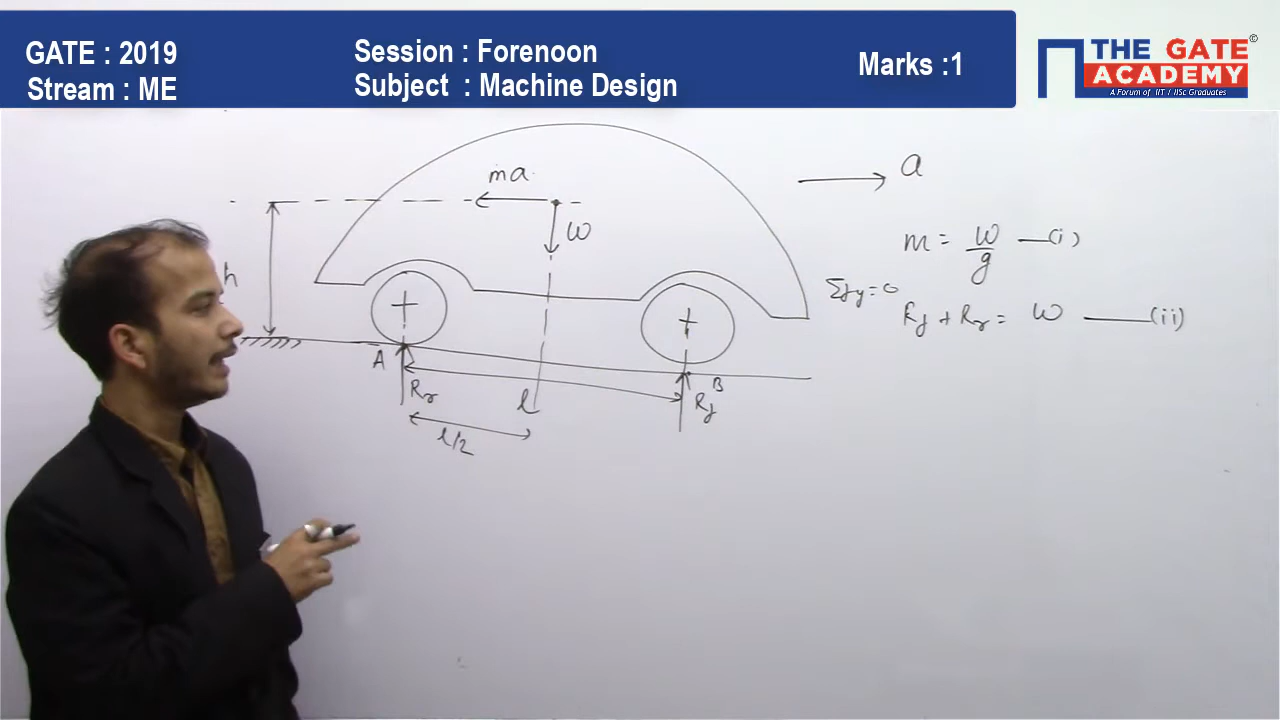 GATE : 2019
Stream : ME
Session : Forenoon
Subject : Machine Design
Marks :1
THE GATE
ACADEMY
©
A Forum of IIT / IISc Graduates
ma
a
w
m = w/g —(i)
h
Σfy=0
Rf + Rr = w —(ii)
A
Rr
l
B
Rf
l/2